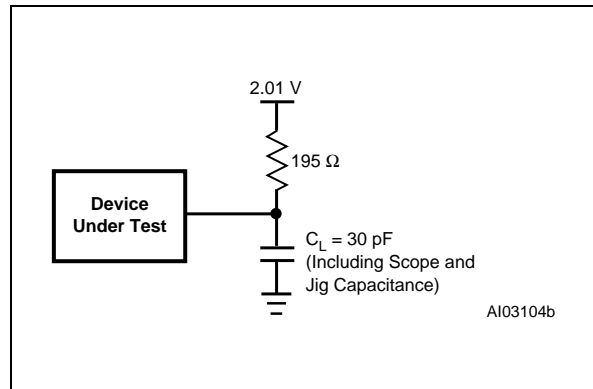 2.01 V
195 Ω
Device
Under Test
C_L = 30 pF
(Including Scope and
Jig Capacitance)
AI03104b